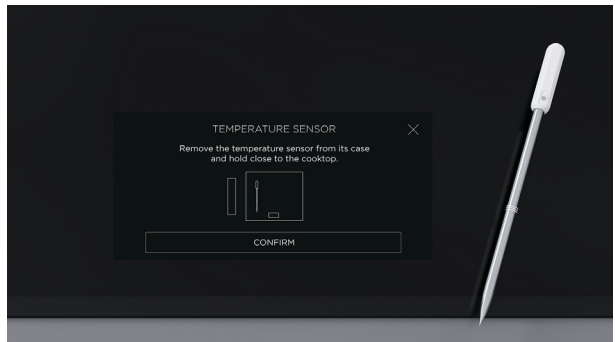 TEMPERATURE SENSOR
Remove the temperature sensor from its case
and hold close to the cooktop.
CONFIRM